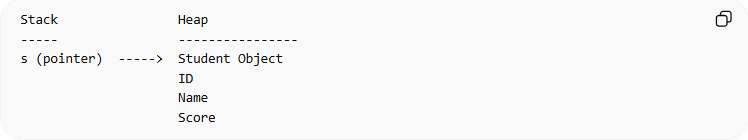 Stack                Heap
-----                ----------------
s (pointer)  ----->  Student Object
                     ID
                     Name
                     Score